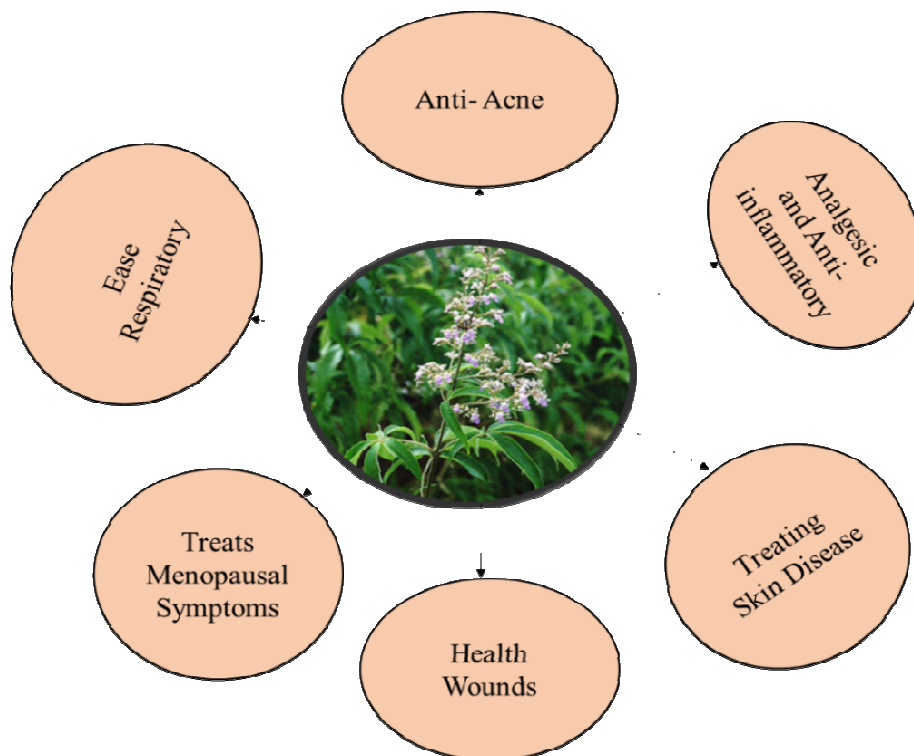 Anti- Acne
Analgesic
and Anti-
inflammatory
Treating
Skin Disease
Health
Wounds
Treats
Menopausal
Symptoms
Ease
Respiratory